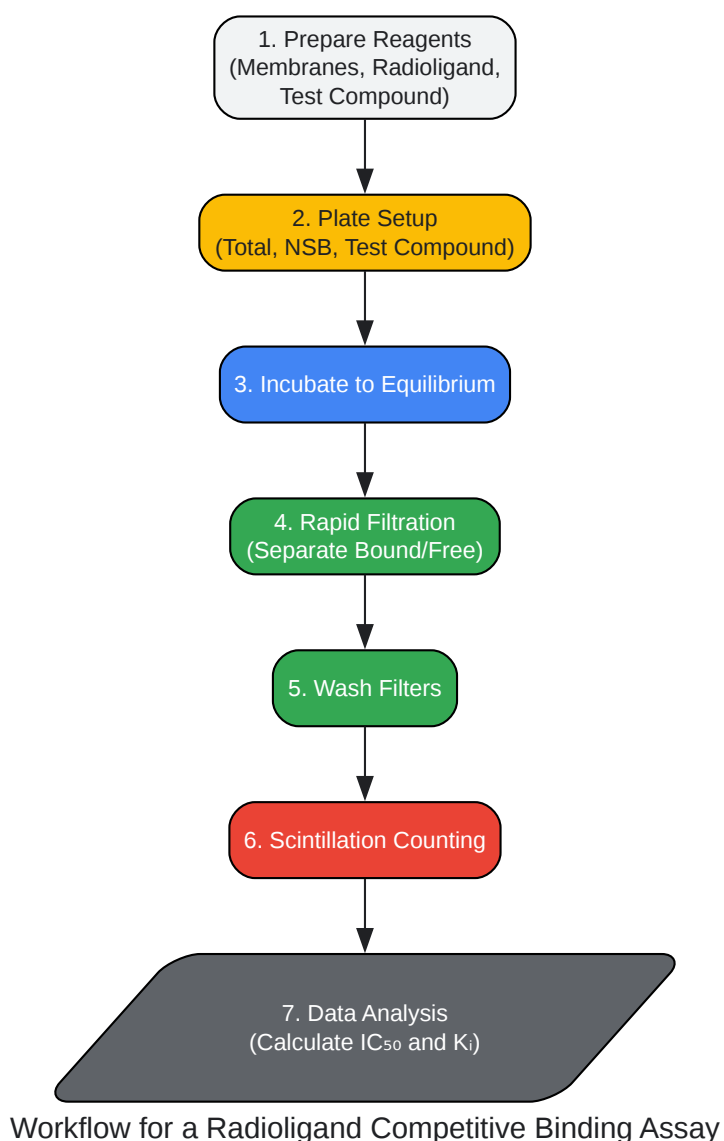 1. Prepare Reagents
(Membranes, Radioligand,
Test Compound)
2. Plate Setup
(Total, NSB, Test Compound)
3. Incubate to Equilibrium
4. Rapid Filtration
(Separate Bound/Free)
5. Wash Filters
6. Scintillation Counting
7. Data Analysis
(Calculate IC₅₀ and Kᵢ)
Workflow for a Radioligand Competitive Binding Assay